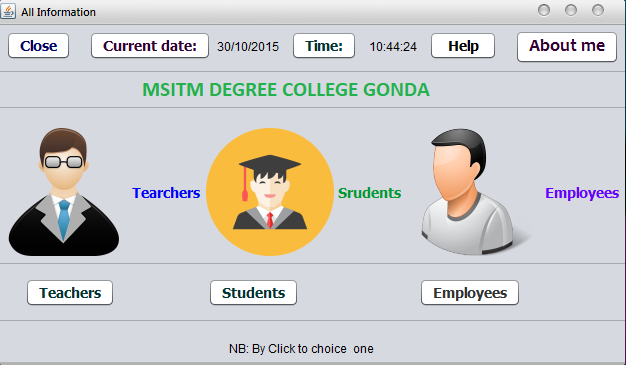 All Information
Close Current date: 30/10/2015 Time: 10:44:24 Help About me
MSITM DEGREE COLLEGE GONDA
Tearchers Srudents Employees
Teachers Students Employees
NB: By Click to choice one